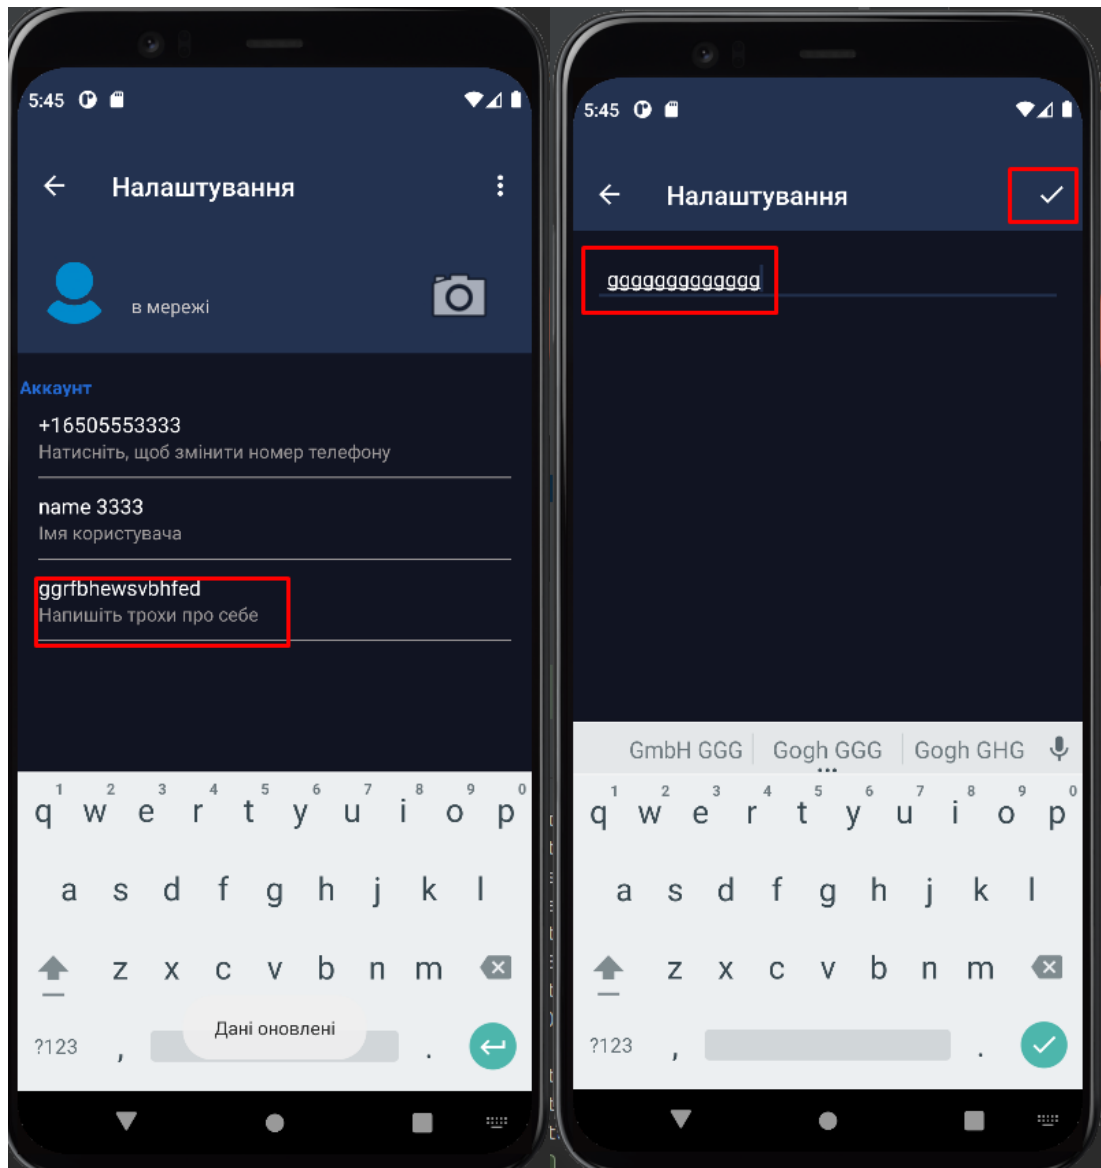 5:45
Налаштування
в мережі
Аккаунт
+16505553333
Натисніть, щоб змінити номер телефону
name 3333
Імя користувача
ggrfbhewsvbhfed
Напишіть трохи про себе
1 2 3 4 5 6 7 8 9 0
q w e r t y u i o p
a s d f g h j k l
z x c v b n m
Дані оновлені
?123 , .
5:45
Налаштування
ggggggggggggg
GmbH GGG Gogh GGG Gogh GHG
1 2 3 4 5 6 7 8 9 0
q w e r t y u i o p
a s d f g h j k l
z x c v b n m
?123 , .